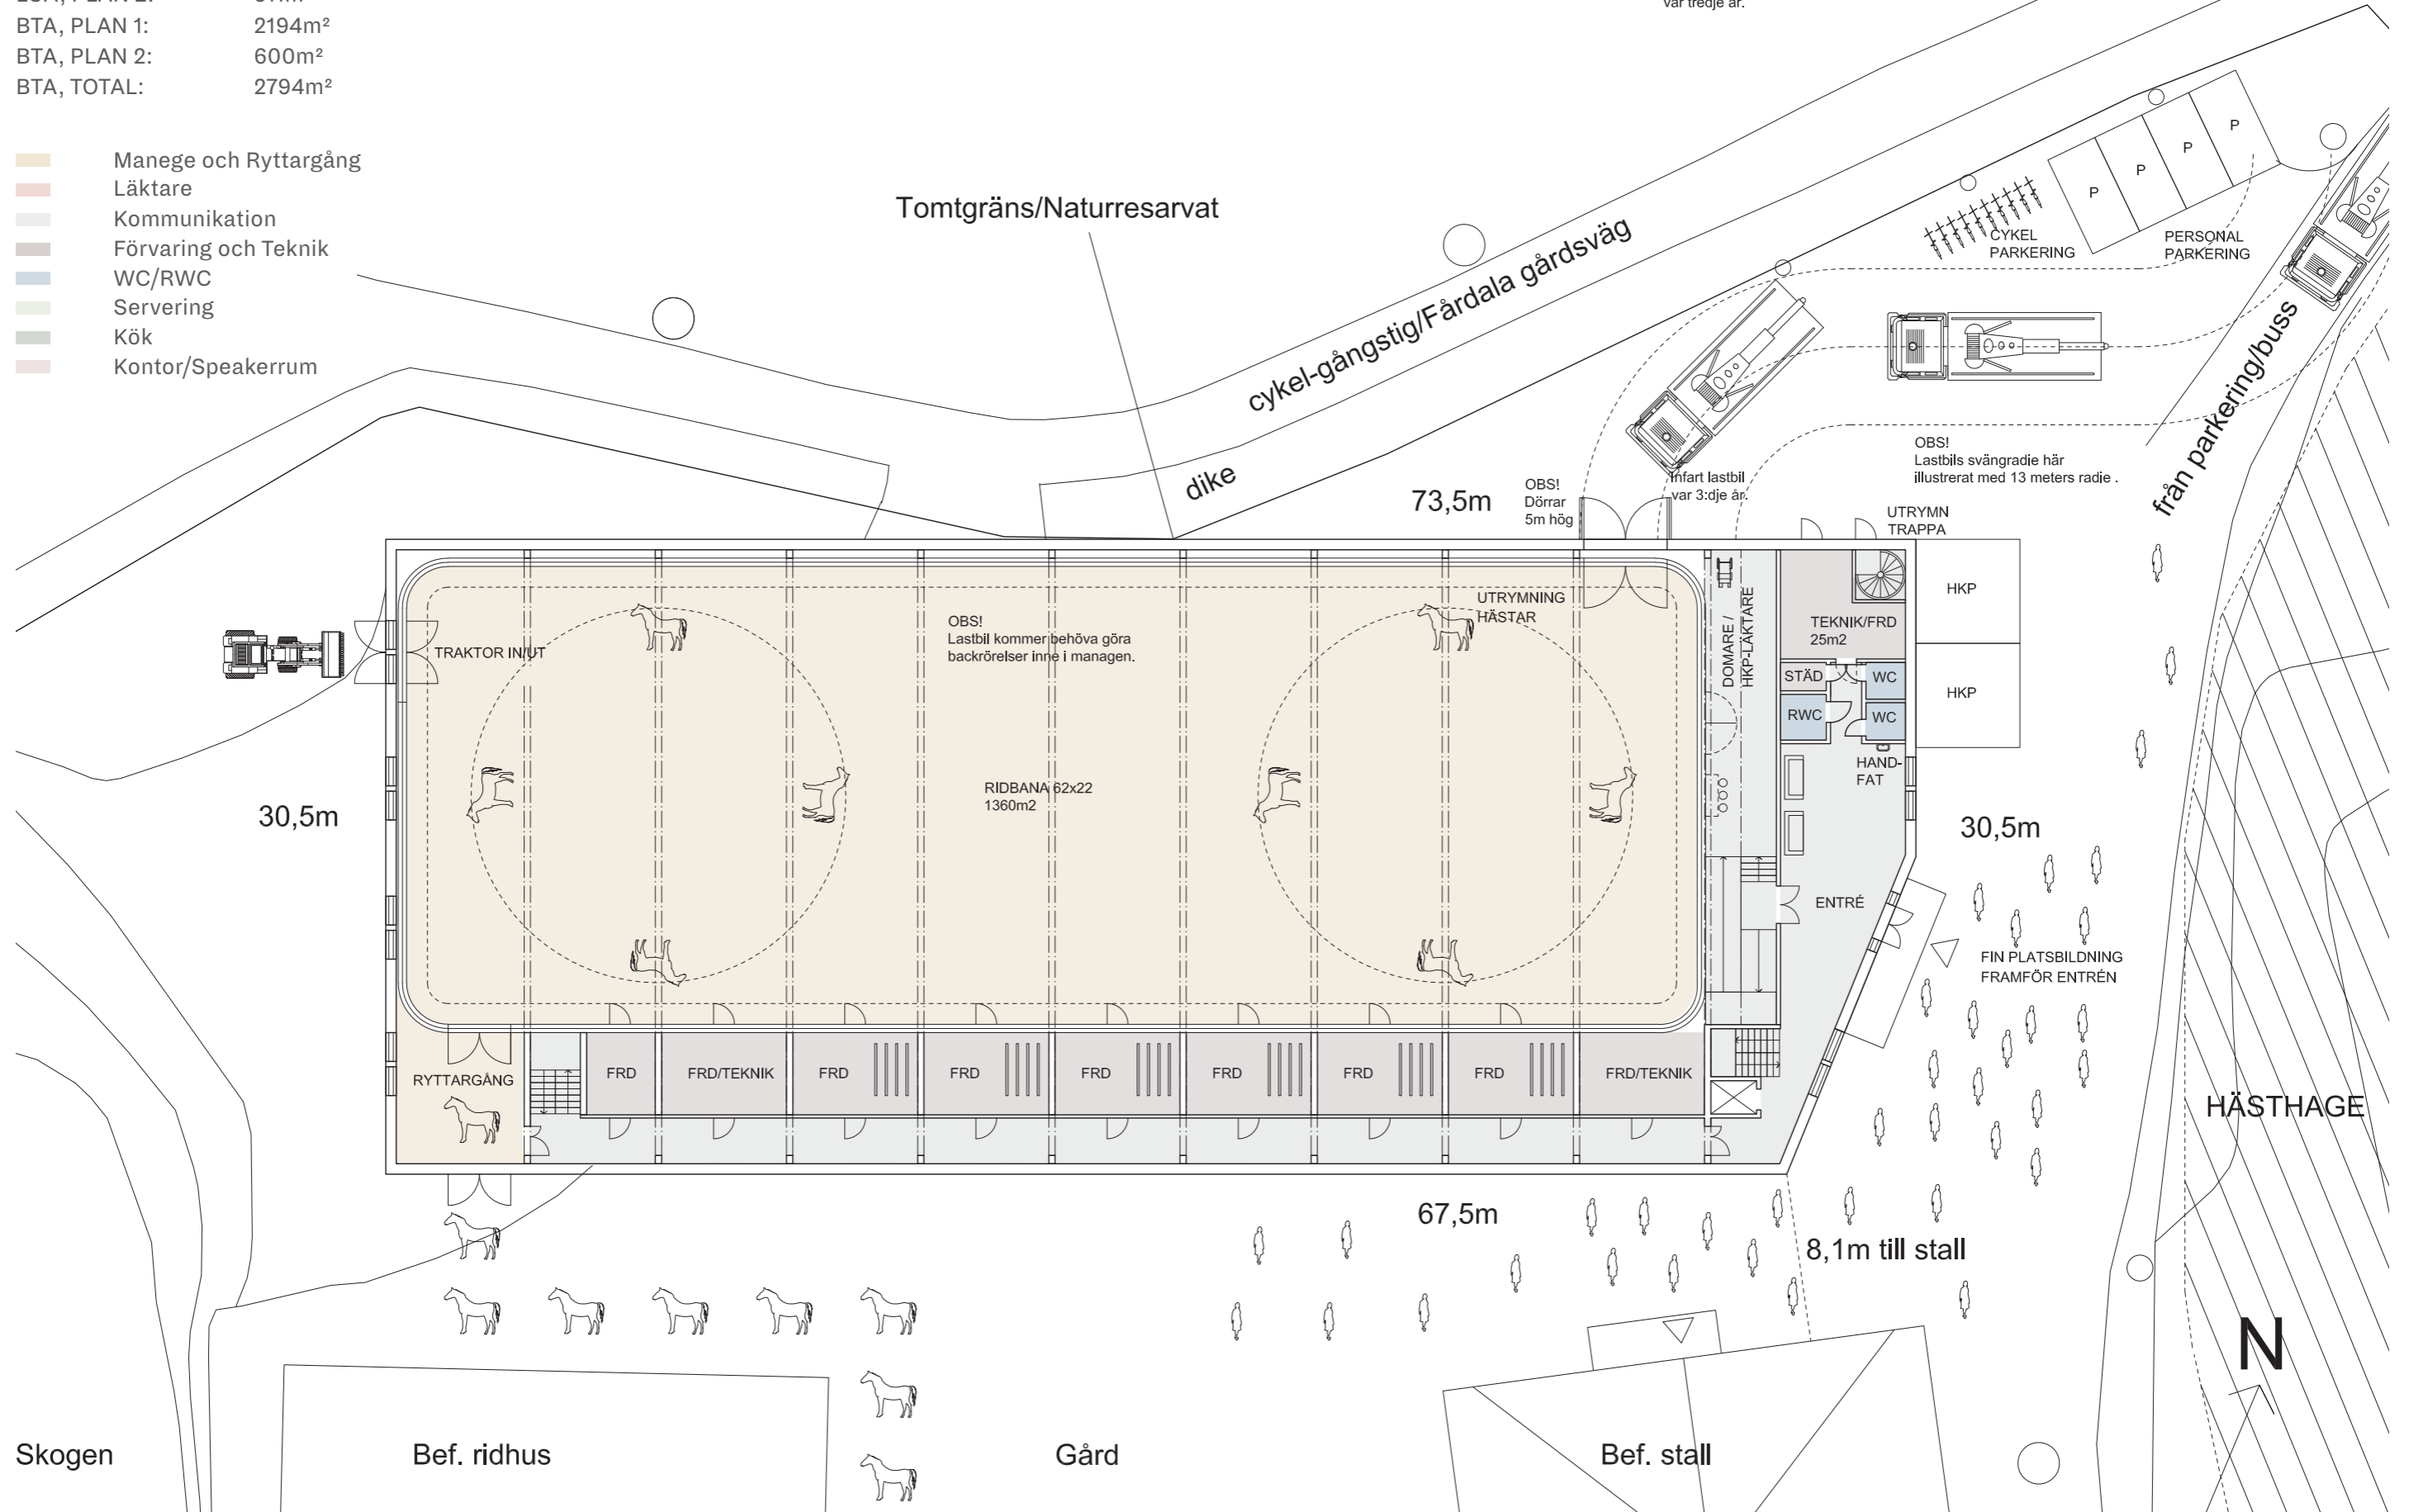 BTA, PLAN 1: 2194m²
BTA, PLAN 2: 600m²
BTA, TOTAL: 2794m²
var tredje år.
Manege och Ryttargång
Läktare
Kommunikation
Förvaring och Teknik
WC/RWC
Servering
Kök
Kontor/Speakerrum
Tomtgräns/Naturresarvat
cykel-gångstig/Fårdala gårdsväg
dike
P
P
P
P
CYKEL
PARKERING
PERSONAL
PARKERING
från parkering/buss
OBS!
Lastbils svängradie här
illustrerat med 13 meters radie .
73,5m
OBS!
Dörrar
5m hög
Infart lastbil
var 3:dje år.
UTRYMN
TRAPPA
TRAKTOR IN/UT
OBS!
Lastbil kommer behöva göra
backrörelser inne i managen.
UTRYMNING
HÄSTAR
DOMARE /
HKP-LÄKTARE
TEKNIK/FRD
25m2
HKP
HKP
STÄD
WC
RWC
WC
HAND-
FAT
RIDBANA 62x22
1360m2
30,5m
30,5m
ENTRÉ
FIN PLATSBILDNING
FRAMFÖR ENTRÉN
RYTTARGÅNG
FRD
FRD/TEKNIK
FRD
FRD
FRD
FRD
FRD
FRD
FRD/TEKNIK
HÄSTHAGE
67,5m
8,1m till stall
N
Skogen
Bef. ridhus
Gård
Bef. stall